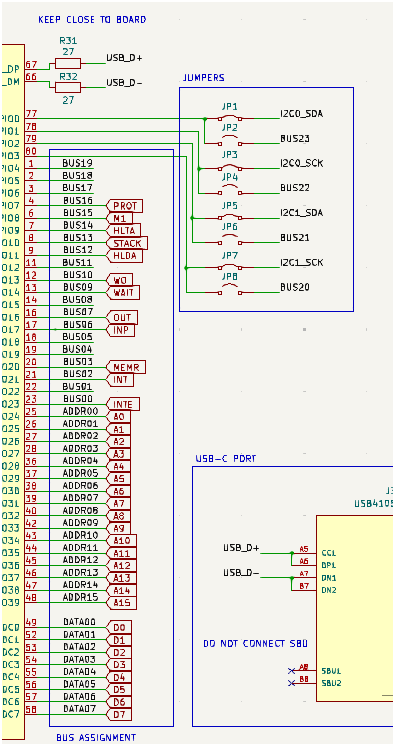 KEEP CLOSE TO BOARD
R31
27
67 USB_D+
_DP
66 R32 USB_D-
_DM
27
JUMPERS
77 JP1 I2C0_SDA
78
79 JP2 BUS23
80
JP3 I2C0_SCK
JP4 BUS22
JP5 I2C1_SDA
JP6 BUS21
JP7 I2C1_SCK
JP8 BUS20
1 BUS19
2 BUS18
3 BUS17
4 BUS16 PROT
6 BUS15 M1
7 BUS14 HLTA
8 BUS13 STACK
9 BUS12 HLDA
11 BUS11
12 BUS10 WO
13 BUS09 WAIT
14 BUS08
16 BUS07 OUT
17 BUS06 INP
18 BUS05
19 BUS04
20 BUS03 MEMR
21 BUS02 INT
22 BUS01
23 BUS00 INTE
24 ADDR00 A0
25 ADDR01 A1
26 ADDR02 A2
27 ADDR03 A3
28 ADDR04 A4
36 ADDR05 A5
37 ADDR06 A6
38 ADDR07 A7
39 ADDR08 A8
40 ADDR09 A9
42 ADDR10 A10
43 ADDR11 A11
44 ADDR12 A12
45 ADDR13 A13
46 ADDR14 A14
47 ADDR15 A15
48
49 DATA00 D0
51 DATA01 D1
52 DATA02 D2
53 DATA03 D3
54 DATA04 D4
55 DATA05 D5
56 DATA06 D6
57 DATA07 D7
58
BUS ASSIGNMENT
USB-C PORT
USB4105
USB_D+ A5 CC1
A6 DP1
USB_D- A7 DN1
B7 DN2
DO NOT CONNECT SBU
A8 SBU1
B8 SBU2